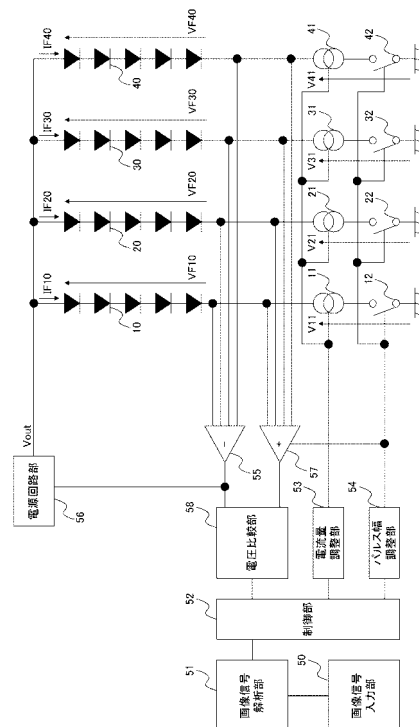 50
画像信号
入力部
51
画像信号
解析部
52
制御部
53
電流量
調整部
54
パルス幅
調整部
58
電圧比較部
55
57
－
＋
56
電源回路部
Vout
IF10
VF10
10
V11
11
12
IF20
VF20
20
V21
21
22
IF30
VF30
30
V31
31
32
IF40
VF40
40
V41
41
42